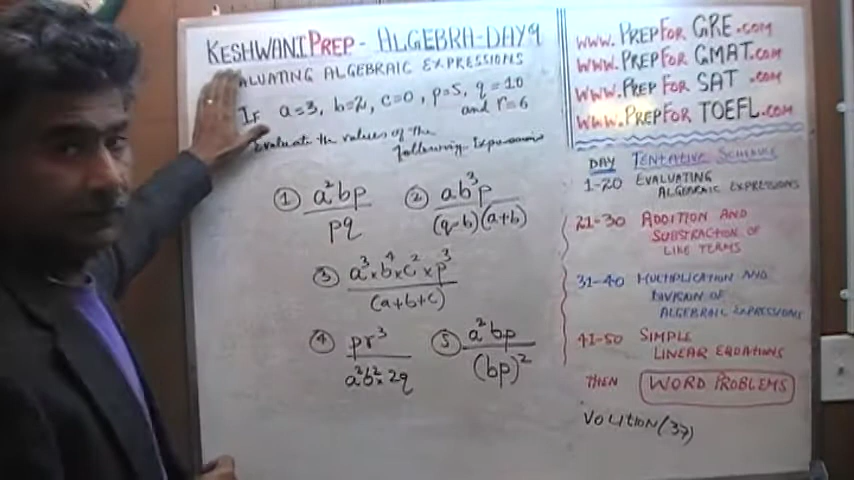 KESHWANIPREP - ALGEBRA-DAY9
ALUATING ALGEBRAIC EXPRESSIONS
IF a=3, b=2, c=0, p=5, q=10
and r=6
Evaluate the values of the
following Expressions
① a²bp / pq
② ab³p / (q-b)(a+b)
③ a³×b⁴×c²×p³ / (a+b+c)
④ pr³ / a²b²×2q
⑤ a²bp / (bp)²
www.PREPFOR GRE.COM
www.PREPFOR GMAT.COM
www.PREPFOR SAT.COM
www.PREPFOR TOEFL.COM
DAY TENTATIVE SCHEDULE
1-20 EVALUATING
ALGEBRAIC EXPRESSIONS
21-30 ADDITION AND
SUBSTRACTION OF
LIKE TERMS
31-40 MULTIPLICATION AND
DIVISION OF
ALGEBRAIC EXPRESSIONS
41-50 SIMPLE
LINEAR EQUATIONS
THEN WORD PROBLEMS
VOLITION(37)